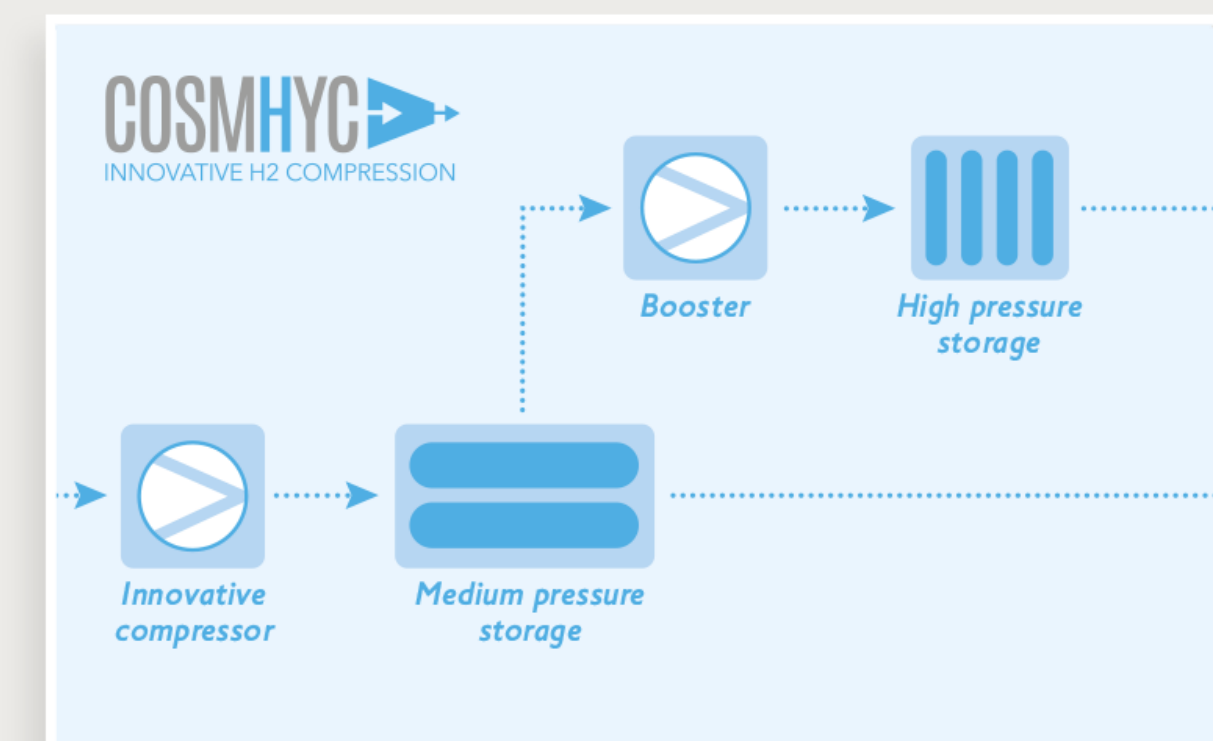 COSMHYC
INNOVATIVE H2 COMPRESSION
Booster
High pressure
storage
Innovative
compressor
Medium pressure
storage